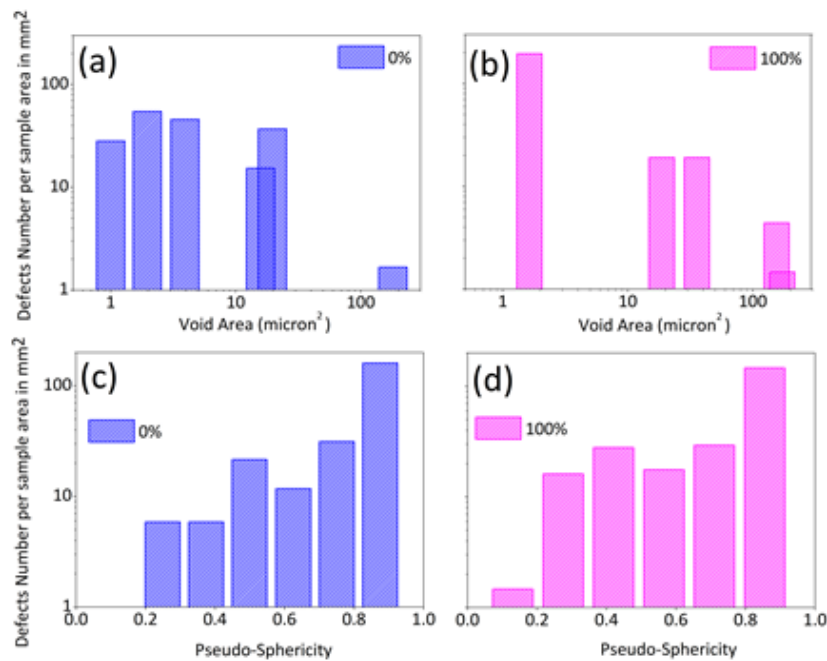 (a)
0%
(b)
100%
Defects Number per sample area in mm²
100
10
1
1 10 100
Void Area (micron²)
1 10 100
Void Area (micron²)
(c)
0%
(d)
100%
Defects Number per sample area in mm²
100
10
1
0.0 0.2 0.4 0.6 0.8 1.0
Pseudo-Sphericity
0.0 0.2 0.4 0.6 0.8 1.0
Pseudo-Sphericity